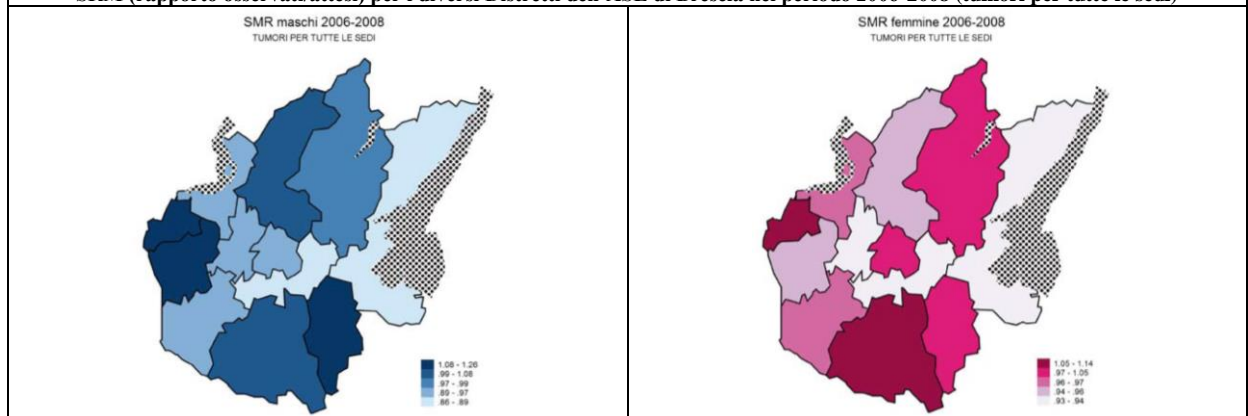 SMR maschi 2006-2008
TUMORI PER TUTTE LE SEDI
1.08 - 1.26
.99 - 1.08
.97 - .99
.89 - .97
.86 - .89
SMR femmine 2006-2008
TUMORI PER TUTTE LE SEDI
1.05 - 1.14
.97 - 1.05
.96 - .97
.94 - .96
.93 - .94